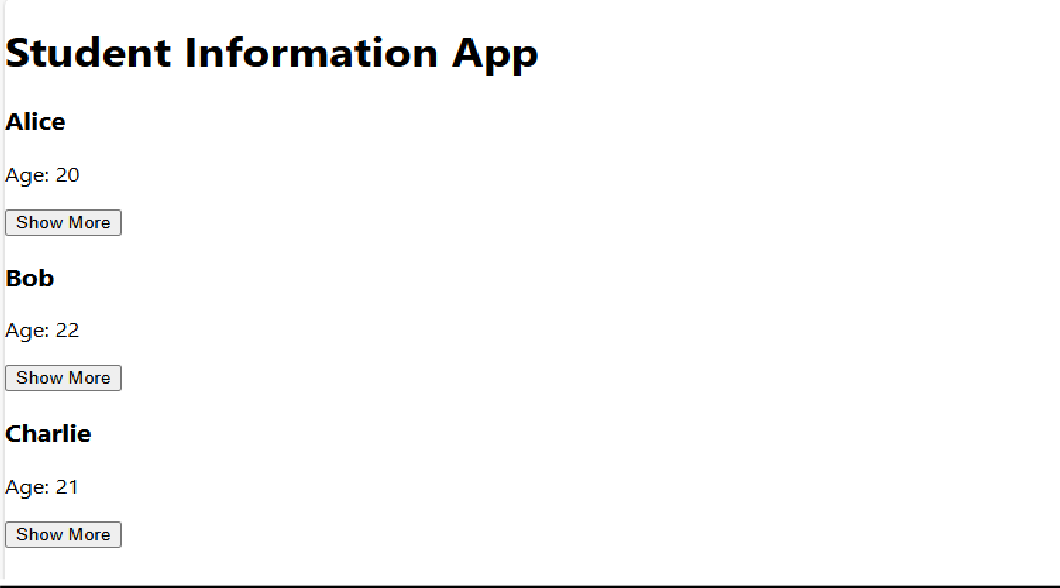 Student Information App
Alice
Age: 20
Show More
Bob
Age: 22
Show More
Charlie
Age: 21
Show More